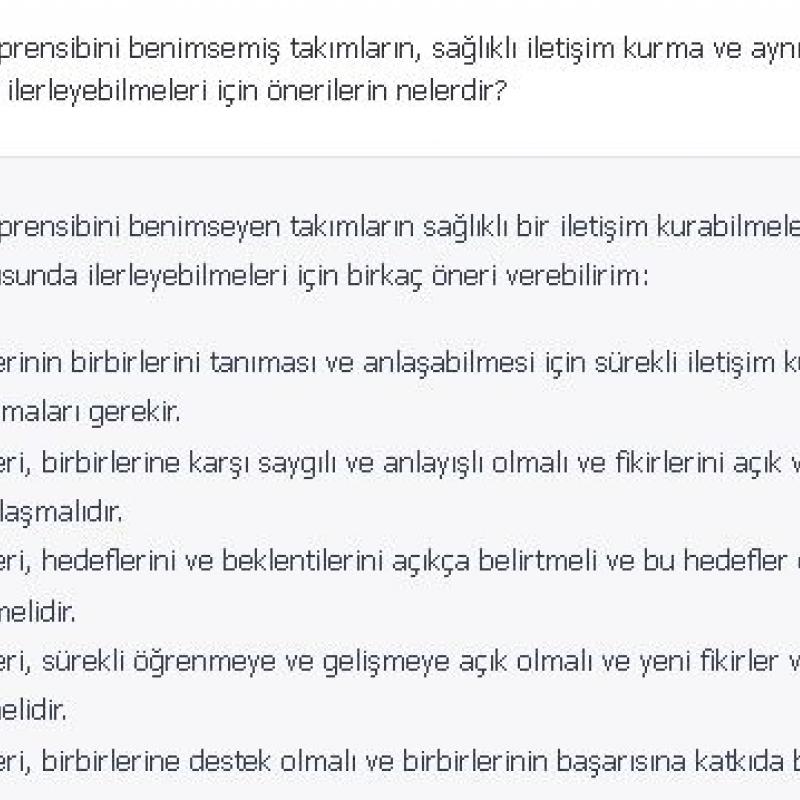 prensibini benimsemiş takımların, sağlıklı iletişim kurma ve aynı
ilerleyebilmeleri için önerilerin nelerdir?
prensibini benimseyen takımların sağlıklı bir iletişim kurabilmele
usunda ilerleyebilmeleri için birkaç öneri verebilirim:
erinin birbirlerini tanıması ve anlaşabilmesi için sürekli iletişim k
maları gerekir.
eri, birbirlerine karşı saygılı ve anlayışlı olmalı ve fikirlerini açık v
laşmalıdır.
eri, hedeflerini ve beklentilerini açıkça belirtmeli ve bu hedefler
melidir.
eri, sürekli öğrenmeye ve gelişmeye açık olmalı ve yeni fikirler v
elidir.
eri, birbirlerine destek olmalı ve birbirlerinin başarısına katkıda b